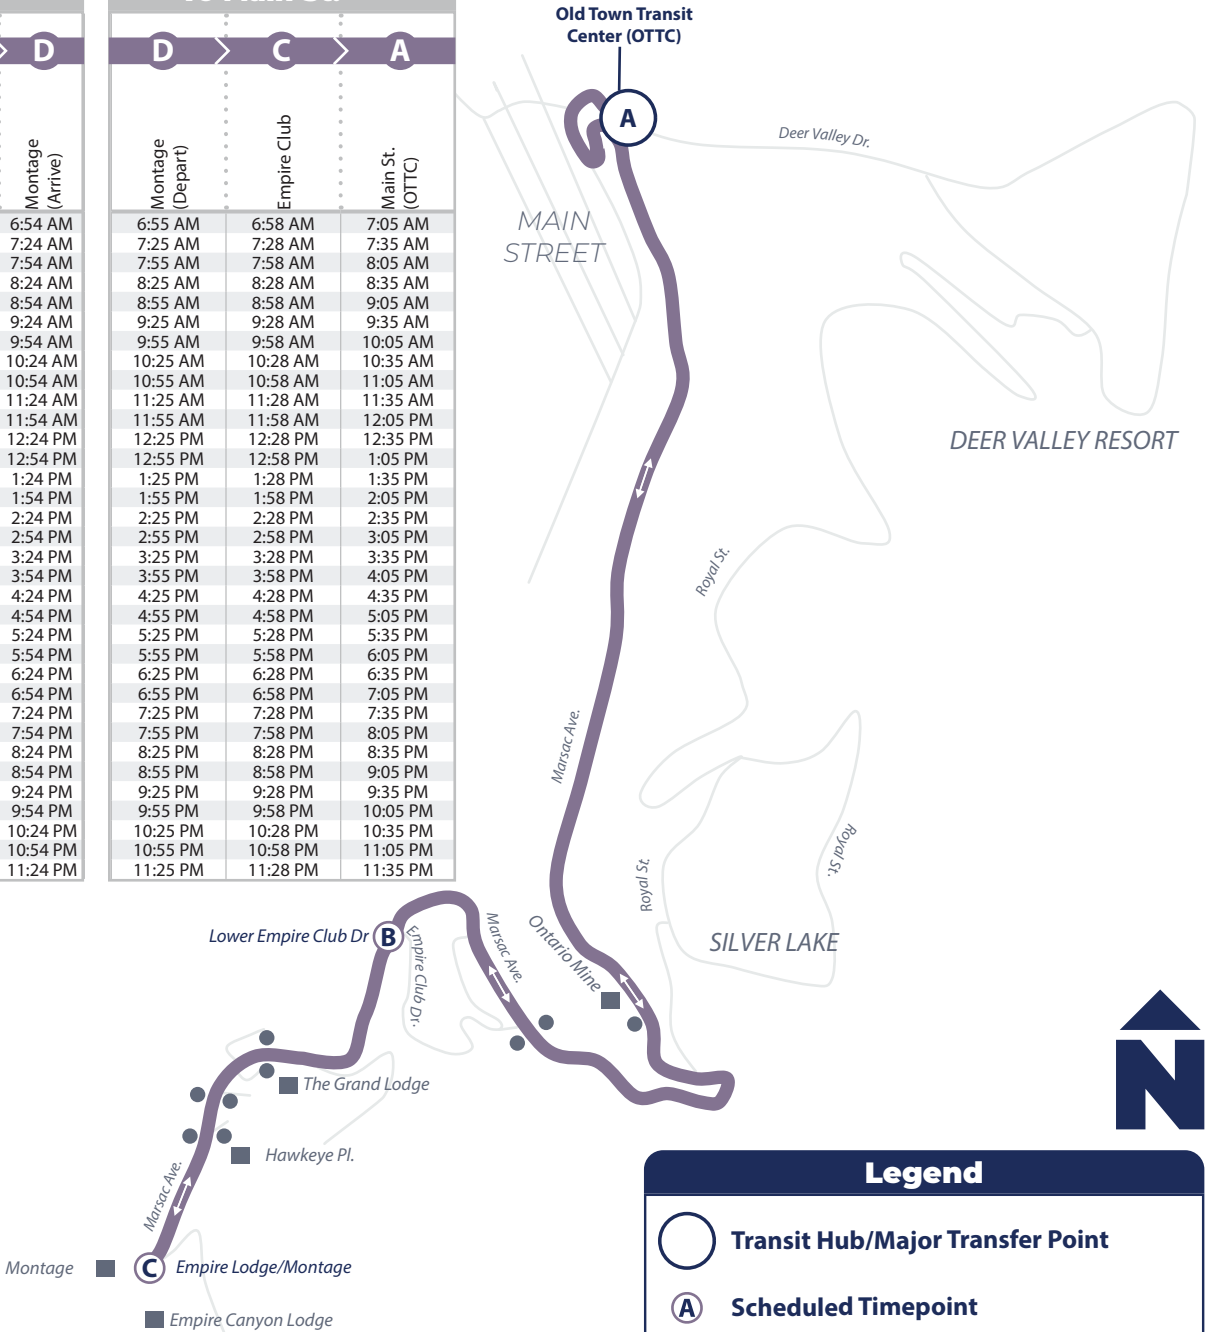 D
Montage
(Arrive)
6:54 AM
7:24 AM
7:54 AM
8:24 AM
8:54 AM
9:24 AM
9:54 AM
10:24 AM
10:54 AM
11:24 AM
11:54 AM
12:24 PM
12:54 PM
1:24 PM
1:54 PM
2:24 PM
2:54 PM
3:24 PM
3:54 PM
4:24 PM
4:54 PM
5:24 PM
5:54 PM
6:24 PM
6:54 PM
7:24 PM
7:54 PM
8:24 PM
8:54 PM
9:24 PM
9:54 PM
10:24 PM
10:54 PM
11:24 PM
D C A
Montage
(Depart)
Empire Club
Main St.
(OTTC)
6:55 AM 6:58 AM 7:05 AM
7:25 AM 7:28 AM 7:35 AM
7:55 AM 7:58 AM 8:05 AM
8:25 AM 8:28 AM 8:35 AM
8:55 AM 8:58 AM 9:05 AM
9:25 AM 9:28 AM 9:35 AM
9:55 AM 9:58 AM 10:05 AM
10:25 AM 10:28 AM 10:35 AM
10:55 AM 10:58 AM 11:05 AM
11:25 AM 11:28 AM 11:35 AM
11:55 AM 11:58 AM 12:05 PM
12:25 PM 12:28 PM 12:35 PM
12:55 PM 12:58 PM 1:05 PM
1:25 PM 1:28 PM 1:35 PM
1:55 PM 1:58 PM 2:05 PM
2:25 PM 2:28 PM 2:35 PM
2:55 PM 2:58 PM 3:05 PM
3:25 PM 3:28 PM 3:35 PM
3:55 PM 3:58 PM 4:05 PM
4:25 PM 4:28 PM 4:35 PM
4:55 PM 4:58 PM 5:05 PM
5:25 PM 5:28 PM 5:35 PM
5:55 PM 5:58 PM 6:05 PM
6:25 PM 6:28 PM 6:35 PM
6:55 PM 6:58 PM 7:05 PM
7:25 PM 7:28 PM 7:35 PM
7:55 PM 7:58 PM 8:05 PM
8:25 PM 8:28 PM 8:35 PM
8:55 PM 8:58 PM 9:05 PM
9:25 PM 9:28 PM 9:35 PM
9:55 PM 9:58 PM 10:05 PM
10:25 PM 10:28 PM 10:35 PM
10:55 PM 10:58 PM 11:05 PM
11:25 PM 11:28 PM 11:35 PM
Old Town Transit
Center (OTTC)
A
Deer Valley Dr.
MAIN
STREET
DEER VALLEY RESORT
Royal St.
Marsac Ave.
Royal St.
Royal St.
Ontario Mine
SILVER LAKE
Lower Empire Club Dr B
Empire Club Dr.
Marsac Ave.
The Grand Lodge
Hawkeye Pl.
Marsac Ave.
Montage
C Empire Lodge/Montage
Empire Canyon Lodge
N
Legend
Transit Hub/Major Transfer Point
A Scheduled Timepoint